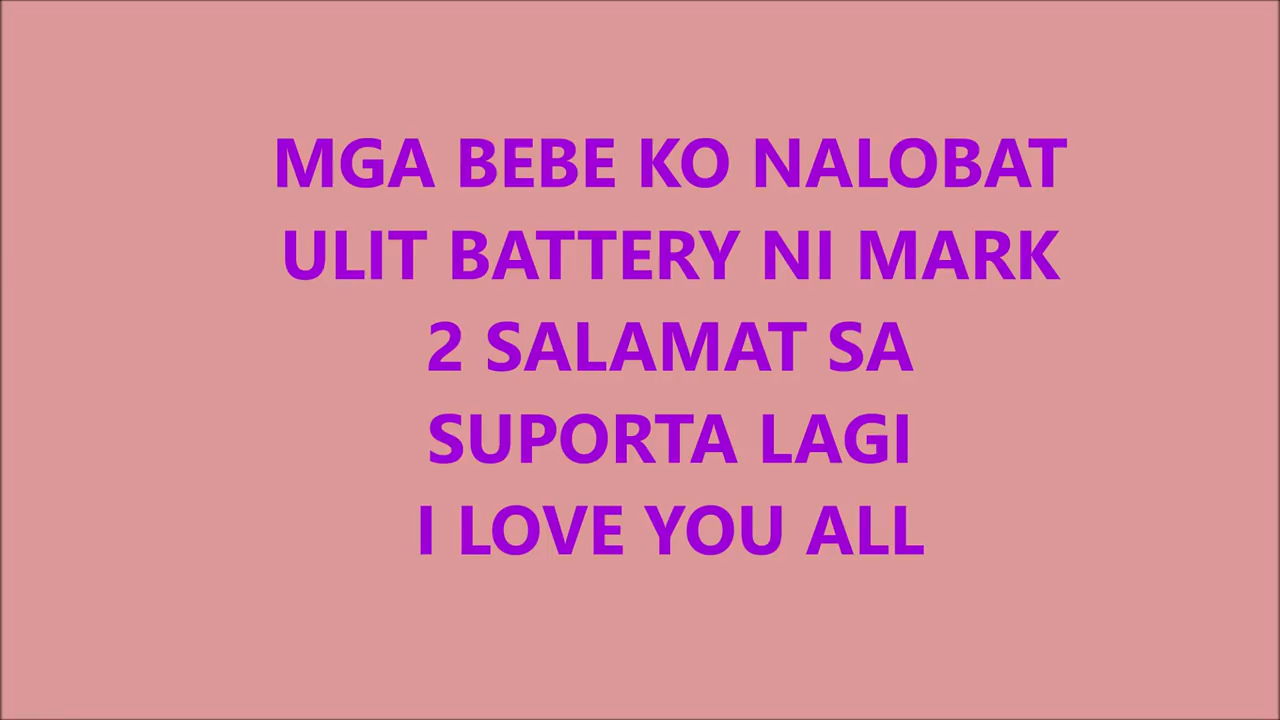 MGA BEBE KO NALOBAT
ULIT BATTERY NI MARK
2 SALAMAT SA
SUPORTA LAGI
I LOVE YOU ALL